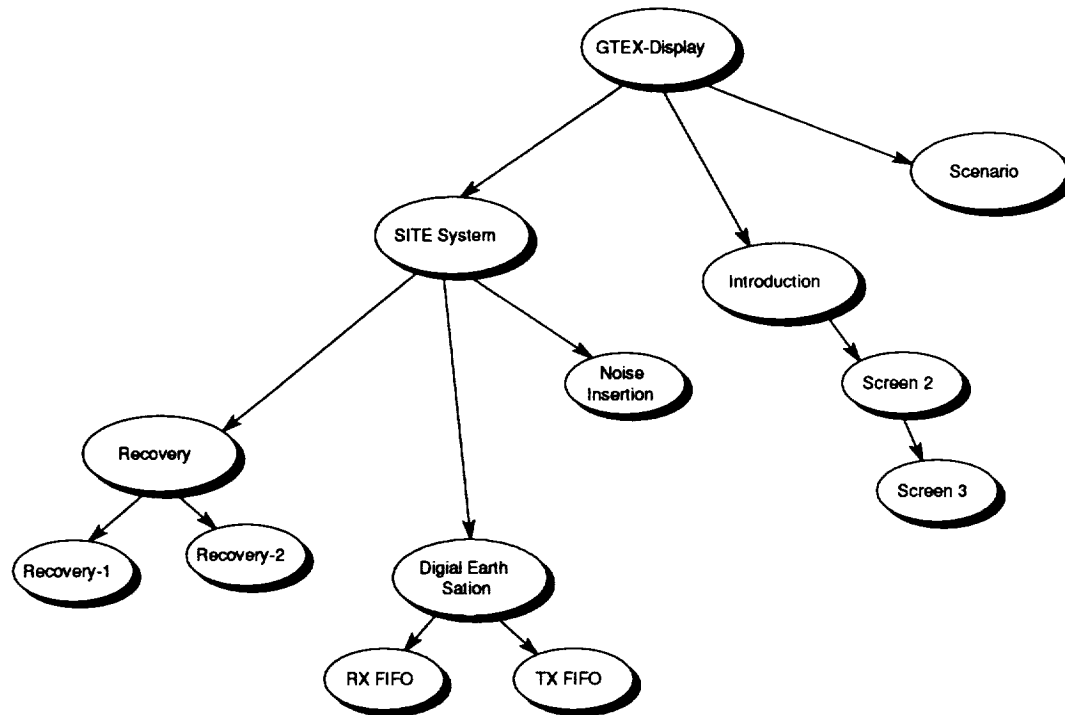 GTEX-Display
Scenario
SITE System
Introduction
Noise
Insertion
Screen 2
Recovery
Screen 3
Recovery-1
Recovery-2
Digial Earth
Sation
RX FIFO
TX FIFO